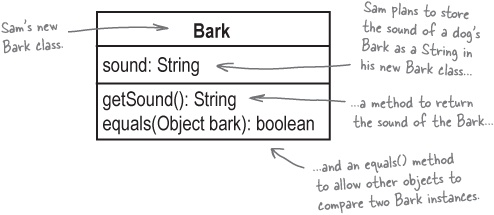 Sam's new
Bark class.
Bark
sound: String
getSound(): String
equals(Object bark): boolean
Sam plans to store
the sound of a dog's
Bark as a String in
his new Bark class...
...a method to return
the sound of the Bark...
...and an equals() method
to allow other objects to
compare two Bark instances.